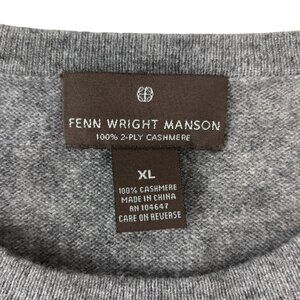 FENN WRIGHT MANSON
100% 2-PLY CASHMERE
XL
100% CASHMERE
MADE IN CHINA
RN 104647
CARE ON REVERSE